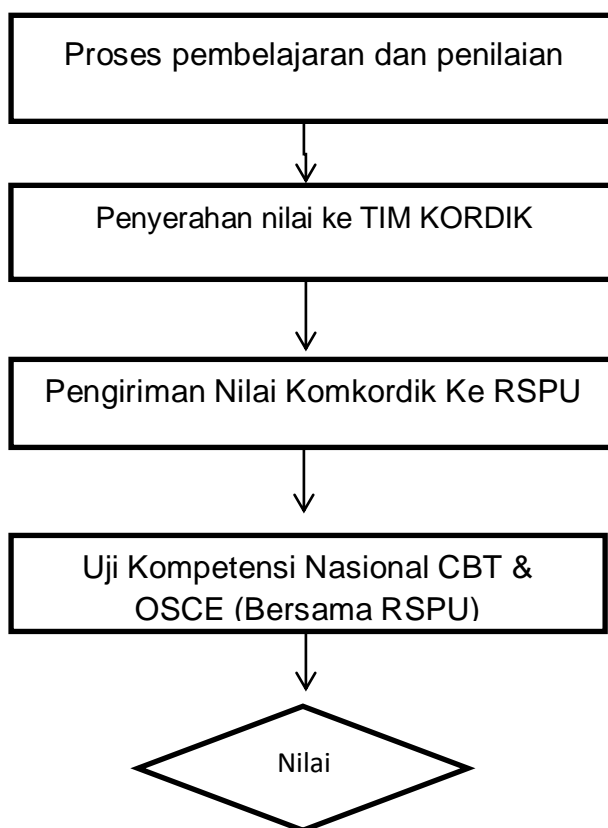 Proses pembelajaran dan penilaian
Penyerahan nilai ke TIM KORDIK
Pengiriman Nilai Komkordik Ke RSPU
Uji Kompetensi Nasional CBT &
OSCE (Bersama RSPU)
Nilai